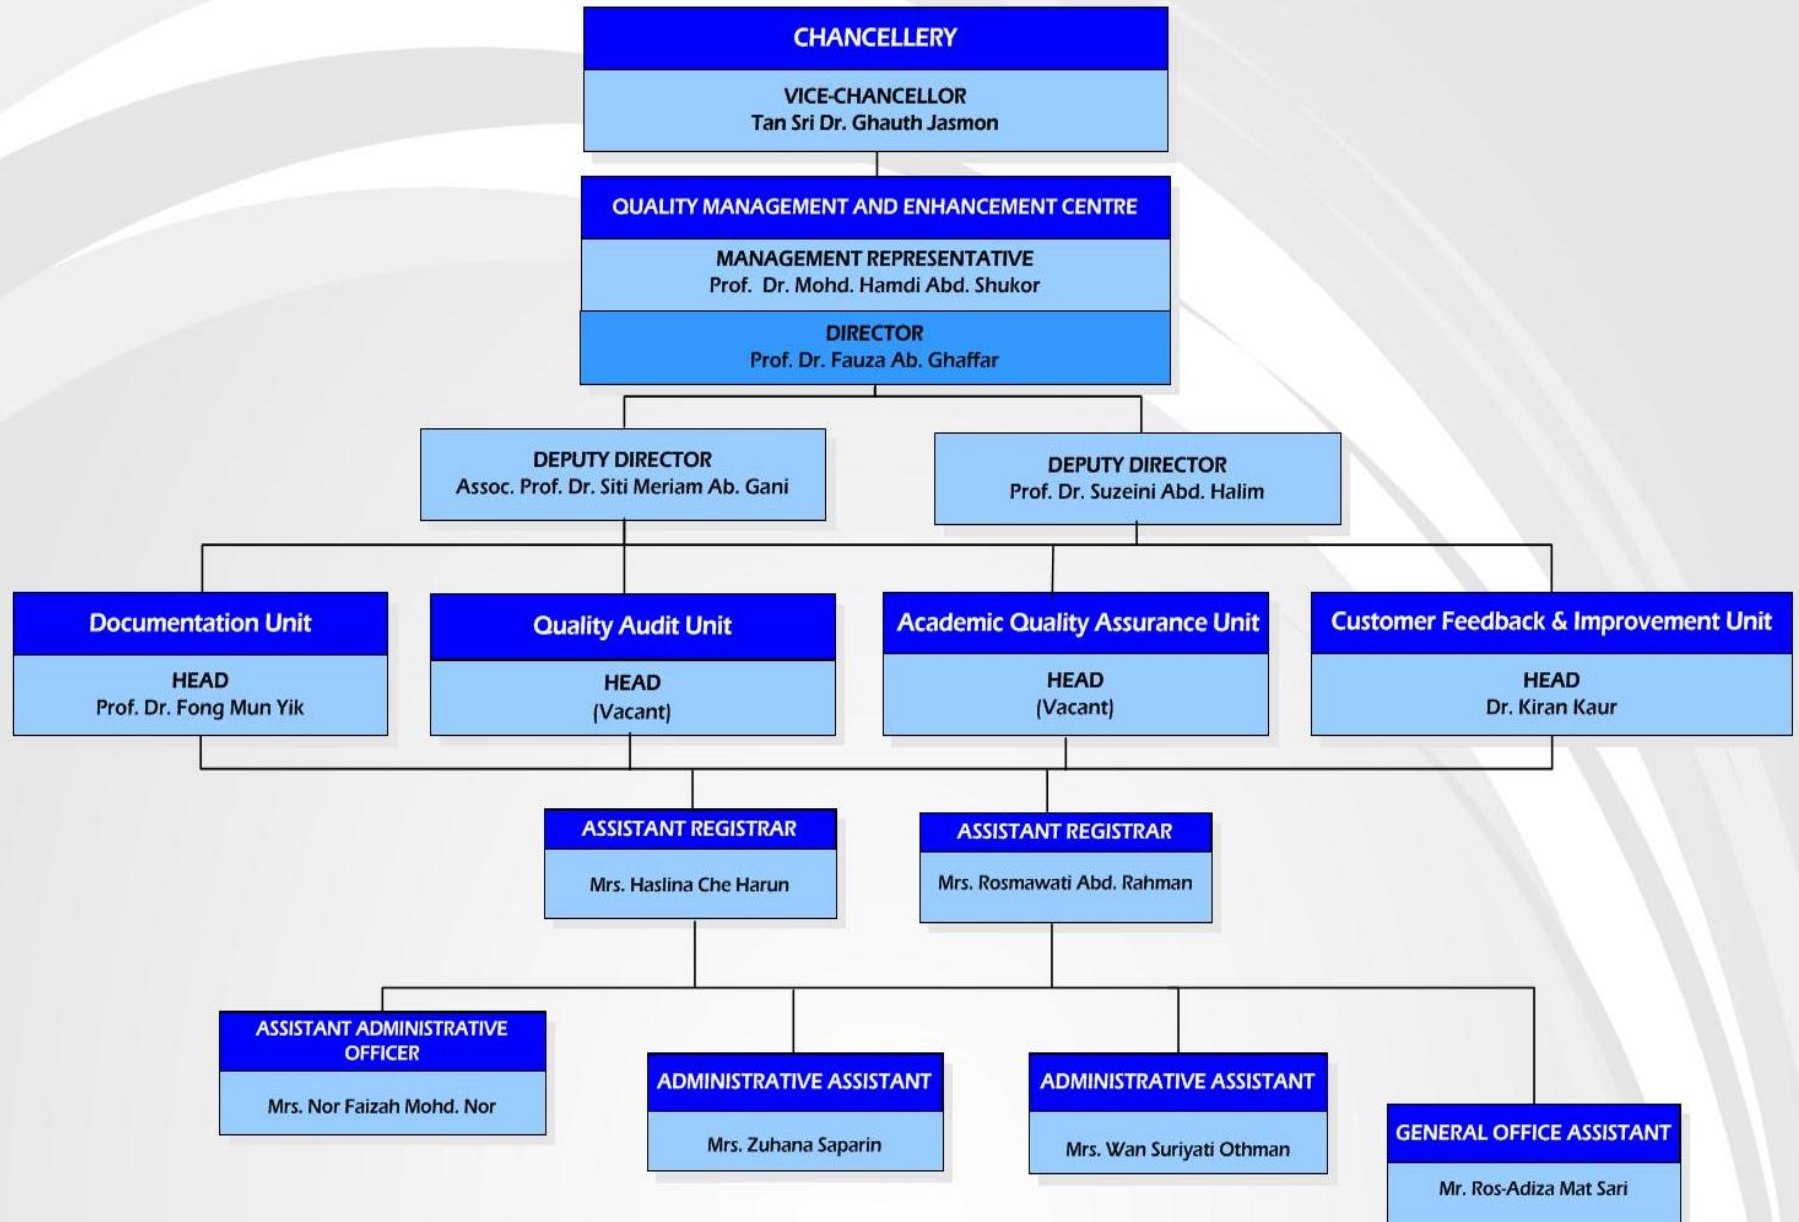 CHANCELLERY
VICE-CHANCELLOR
Tan Sri Dr. Ghauth Jasmon
QUALITY MANAGEMENT AND ENHANCEMENT CENTRE
MANAGEMENT REPRESENTATIVE
Prof. Dr. Mohd. Hamdi Abd. Shukor
DIRECTOR
Prof. Dr. Fauza Ab. Ghaffar
DEPUTY DIRECTOR
Assoc. Prof. Dr. Siti Meriam Ab. Gani
DEPUTY DIRECTOR
Prof. Dr. Suzeini Abd. Halim
Documentation Unit
HEAD
Prof. Dr. Fong Mun Yik
Quality Audit Unit
HEAD
(Vacant)
Academic Quality Assurance Unit
HEAD
(Vacant)
Customer Feedback & Improvement Unit
HEAD
Dr. Kiran Kaur
ASSISTANT REGISTRAR
Mrs. Haslina Che Harun
ASSISTANT REGISTRAR
Mrs. Rosmawati Abd. Rahman
ASSISTANT ADMINISTRATIVE
OFFICER
Mrs. Nor Faizah Mohd. Nor
ADMINISTRATIVE ASSISTANT
Mrs. Zuhana Saparin
ADMINISTRATIVE ASSISTANT
Mrs. Wan Suriyati Othman
GENERAL OFFICE ASSISTANT
Mr. Ros-Adiza Mat Sari